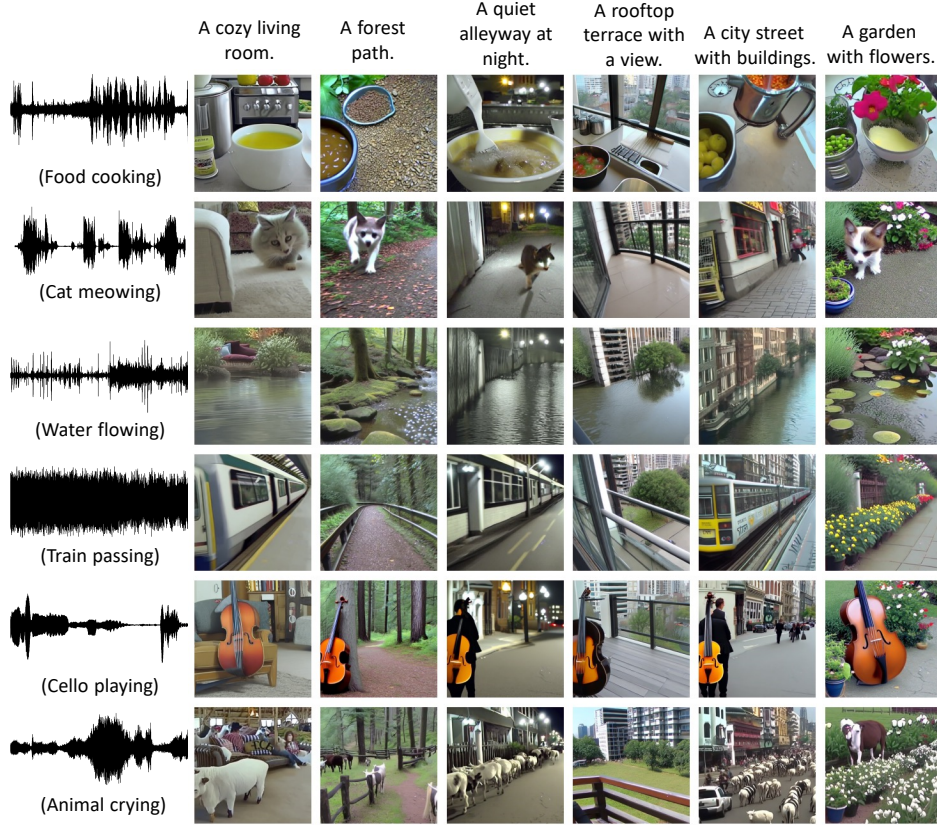 A cozy living
room.
A forest
path.
A quiet
alleyway at
night.
A rooftop
terrace with
a view.
A city street
with buildings.
A garden
with flowers.
(Food cooking)
(Cat meowing)
(Water flowing)
(Train passing)
(Cello playing)
(Animal crying)